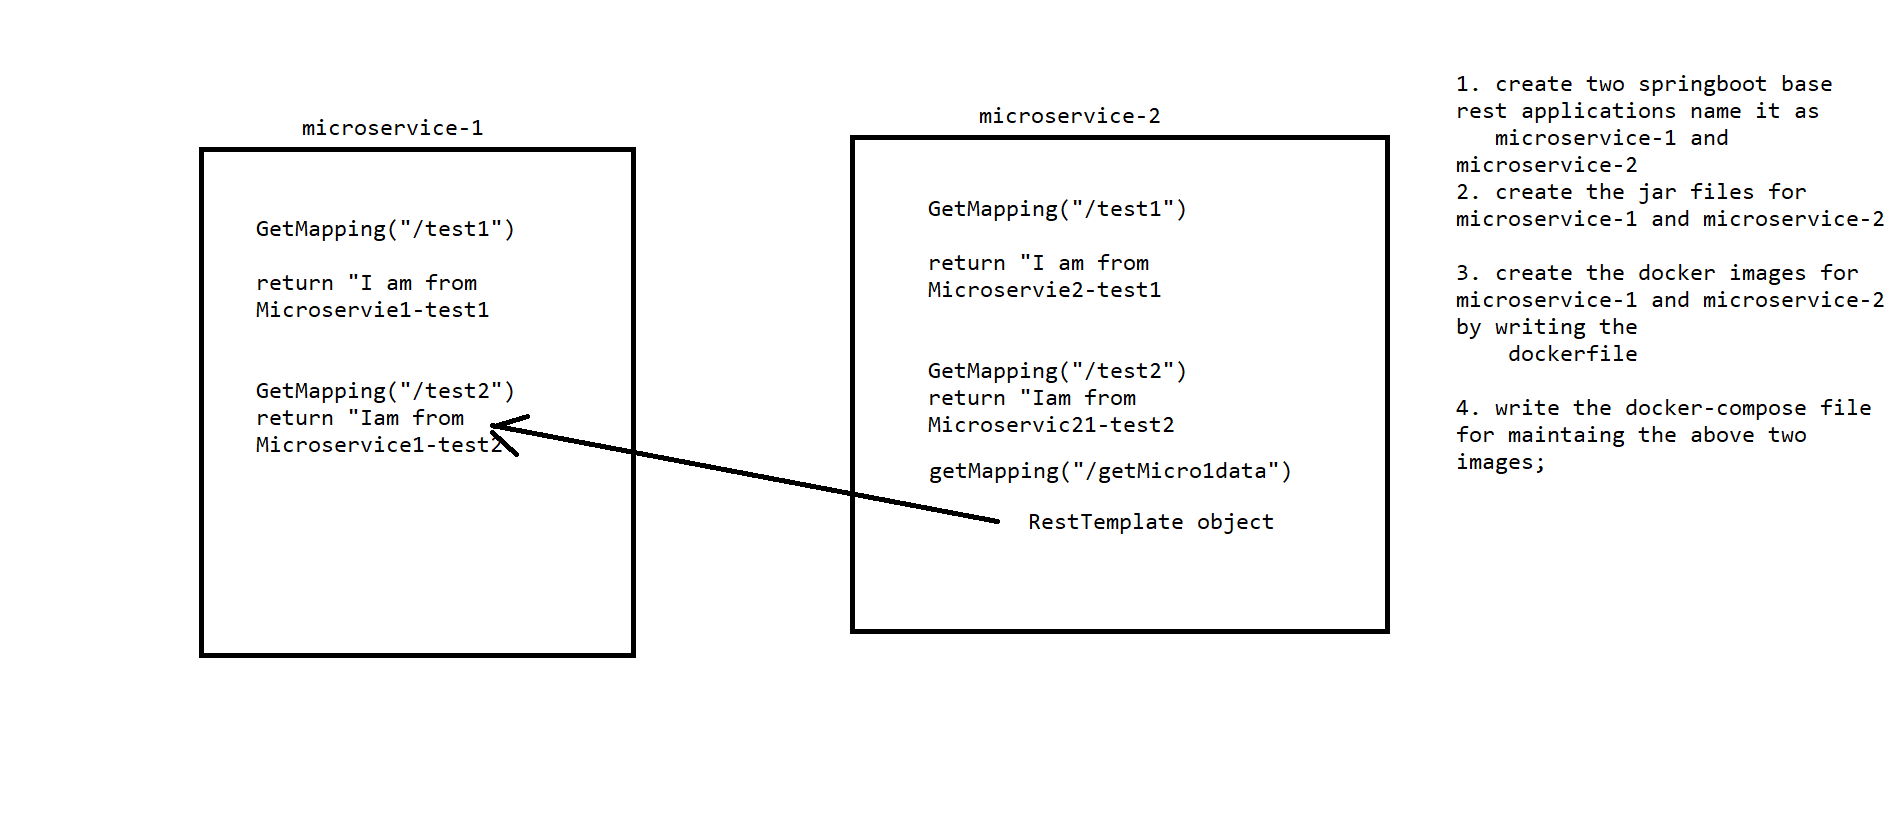 microservice-1
GetMapping("/test1")
return "I am from
Microservie1-test1
GetMapping("/test2")
return "Iam from
Microservice1-test2
microservice-2
GetMapping("/test1")
return "I am from
Microservie2-test1
GetMapping("/test2")
return "Iam from
Microservic21-test2
getMapping("/getMicro1data")
RestTemplate object
1. create two springboot base
rest applications name it as
microservice-1 and
microservice-2
2. create the jar files for
microservice-1 and microservice-2
3. create the docker images for
microservice-1 and microservice-2
by writing the
dockerfile
4. write the docker-compose file
for maintaing the above two
images;